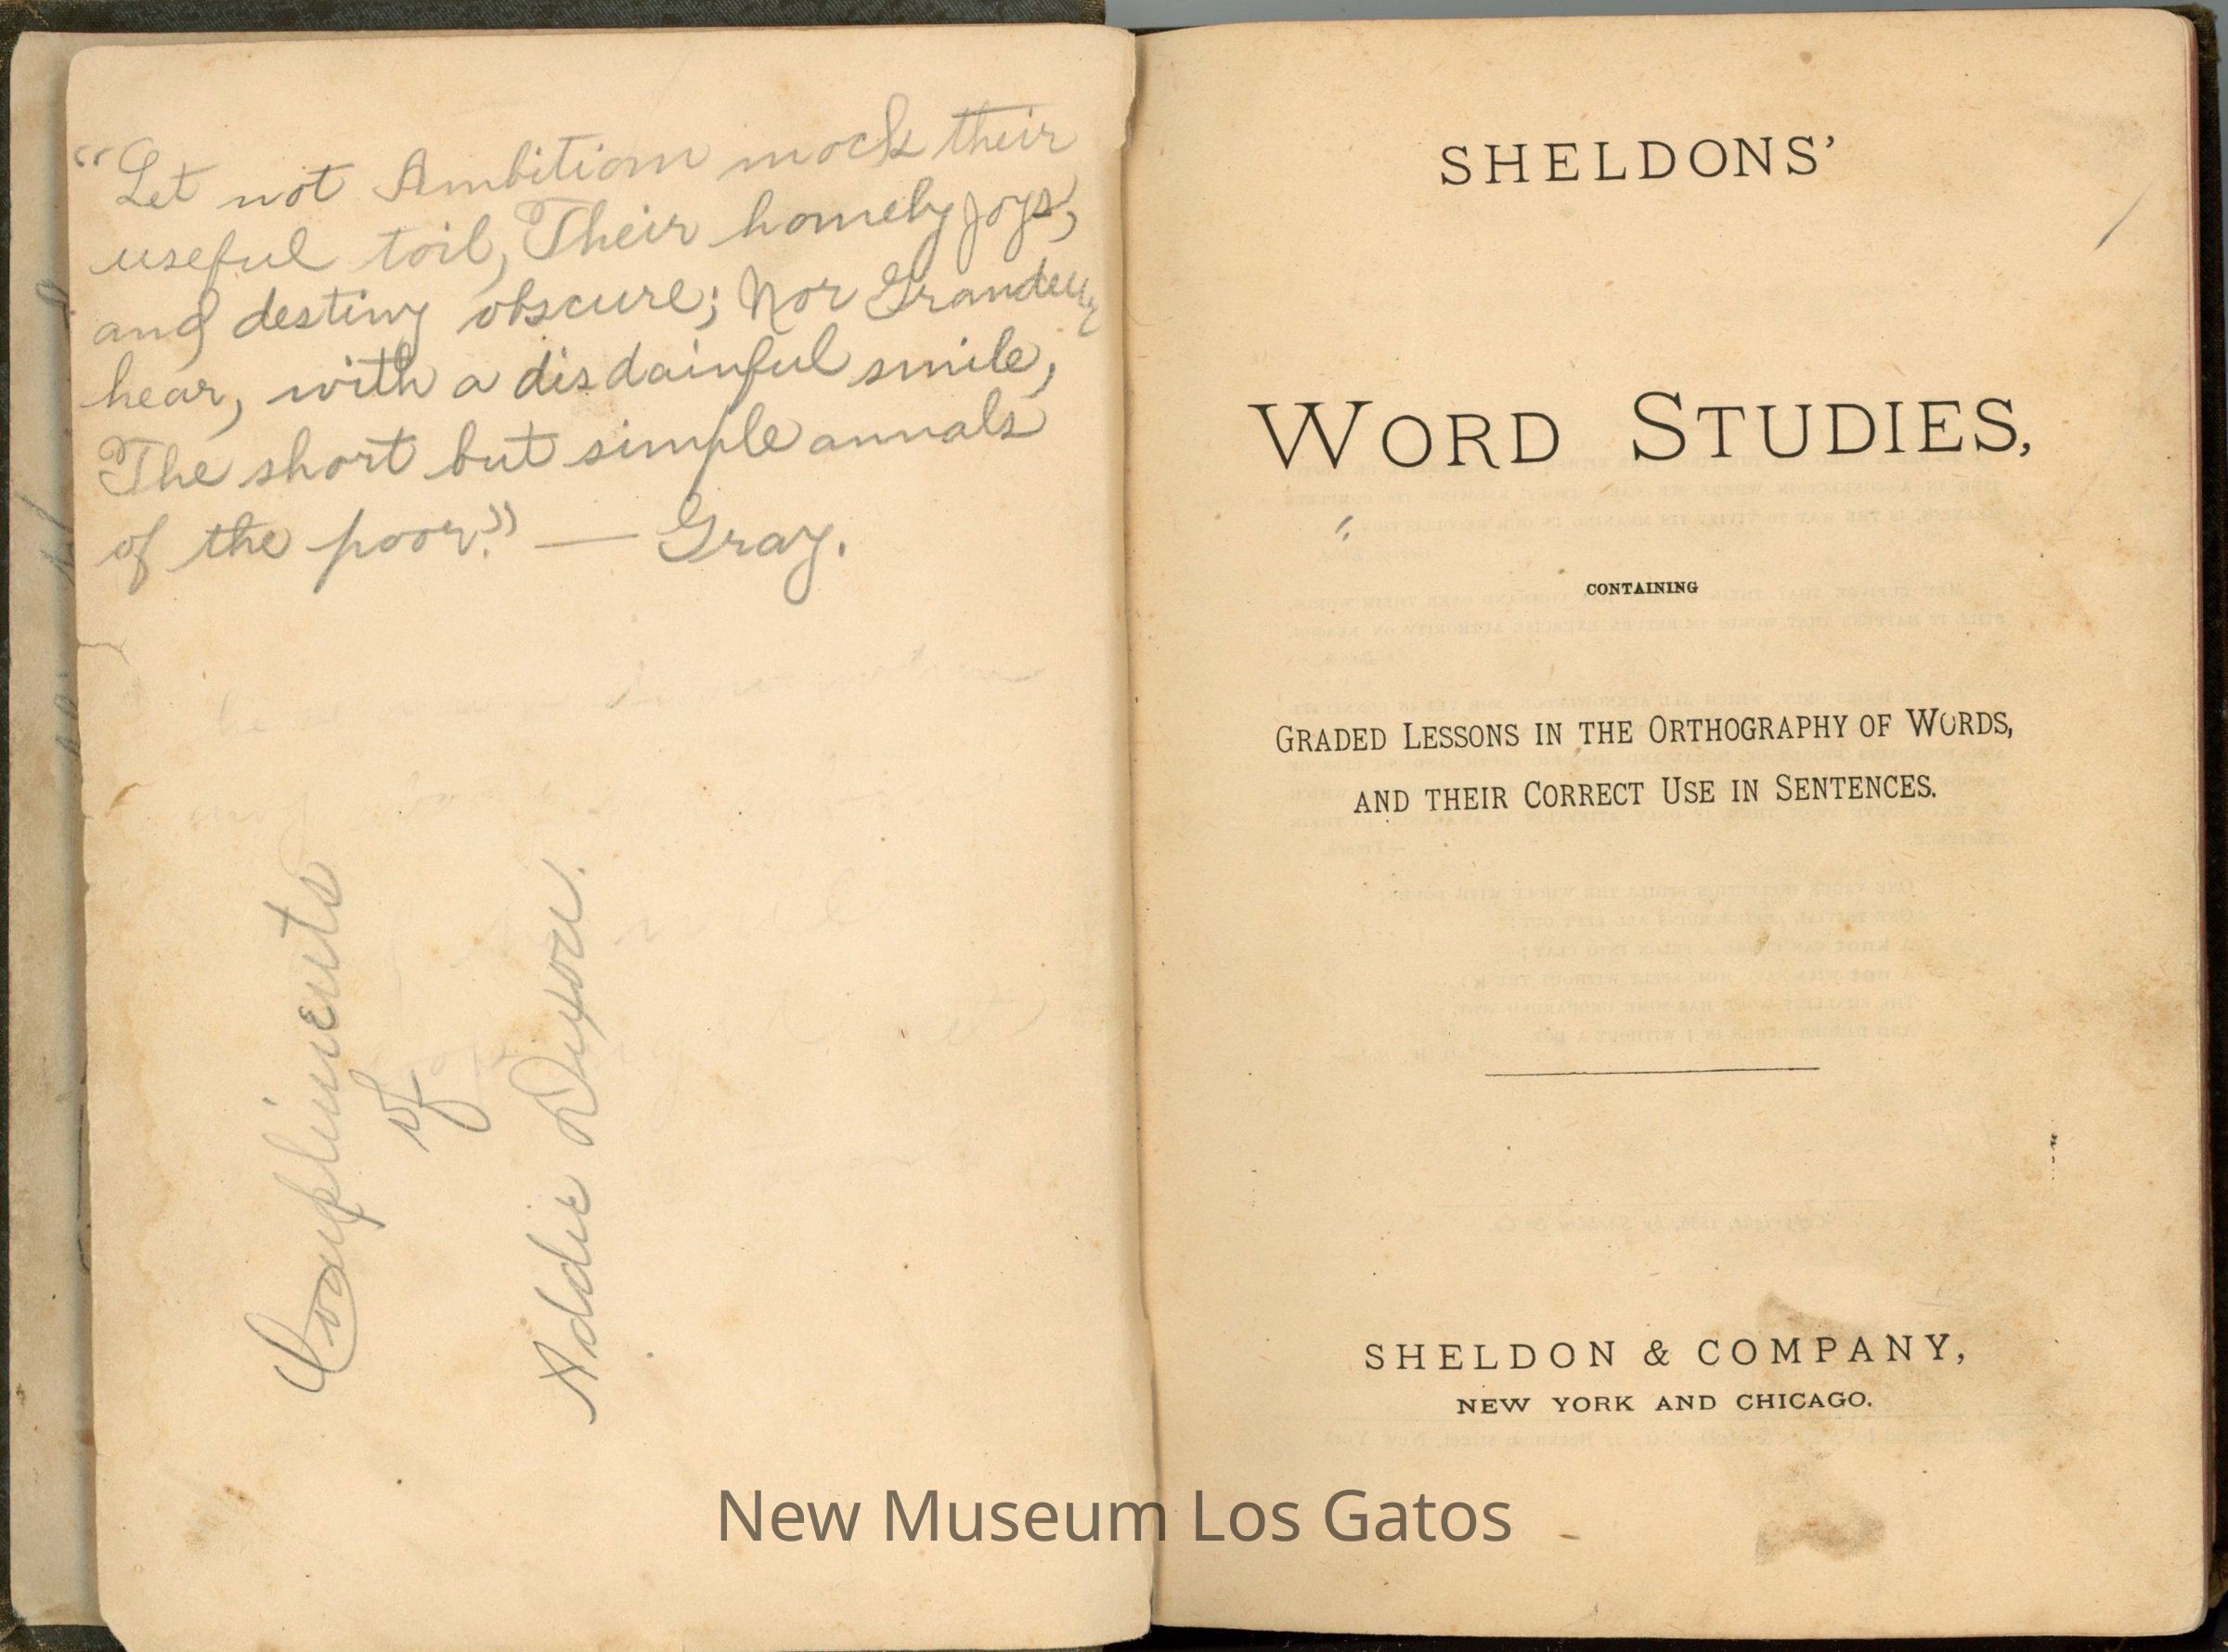 "Let not Ambition mock their
useful toil, Their homely joys,
and destiny obscure; Nor Grandeur
hear, with a disdainful smile,
The short but simple annals
of the poor." — Gray.
Compliments
of
Addie Dixon.
SHELDONS'
WORD STUDIES,
CONTAINING
GRADED LESSONS IN THE ORTHOGRAPHY OF WORDS,
AND THEIR CORRECT USE IN SENTENCES.
SHELDON & COMPANY,
NEW YORK AND CHICAGO.
New Museum Los Gatos